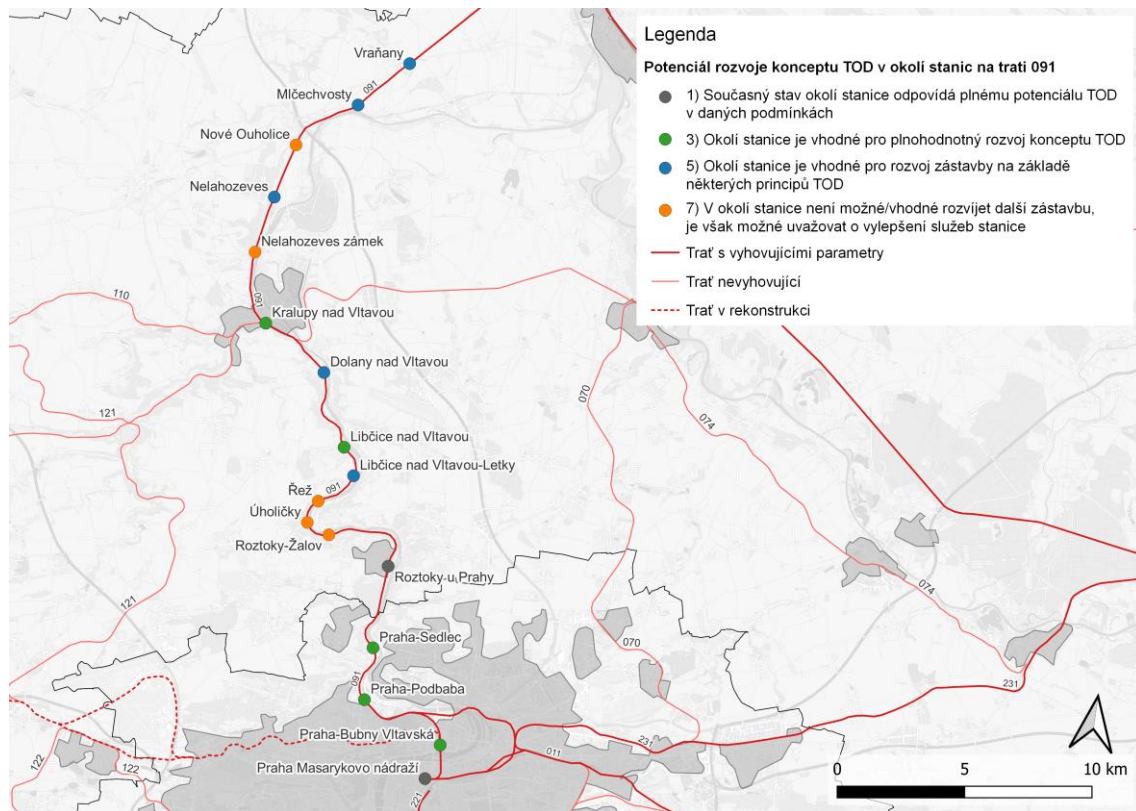 Legenda
Potenciál rozvoje konceptu TOD v okolí stanic na trati 091
1) Současný stav okolí stanice odpovídá plnému potenciálu TOD
v daných podmínkách
3) Okolí stanice je vhodné pro plnohodnotný rozvoj konceptu TOD
5) Okolí stanice je vhodné pro rozvoj zástavby na základě
některých principů TOD
7) V okolí stanice není možné/vhodné rozvíjet další zástavbu,
je však možné uvažovat o vylepšení služeb stanice
Trať s vyhovujícími parametry
Trať nevyhovující
Trať v rekonstrukci
Vraňany
091
Mlčechvosty
Nové Ouholice
Nelahozeves
Nelahozeves zámek
091
110
Kralupy nad Vltavou
Dolany nad Vltavou
121
070
074
Libčice nad Vltavou
Libčice nad Vltavou-Letky
091
Řež
Úholičky
Roztoky-Žalov
Roztoky u Prahy
074
121
Praha-Sedlec
070
091
Praha-Podbaba
231
Praha-Bubny Vltavská
231
011
122
122
Praha Masarykovo nádraží
221
0 5 10 km